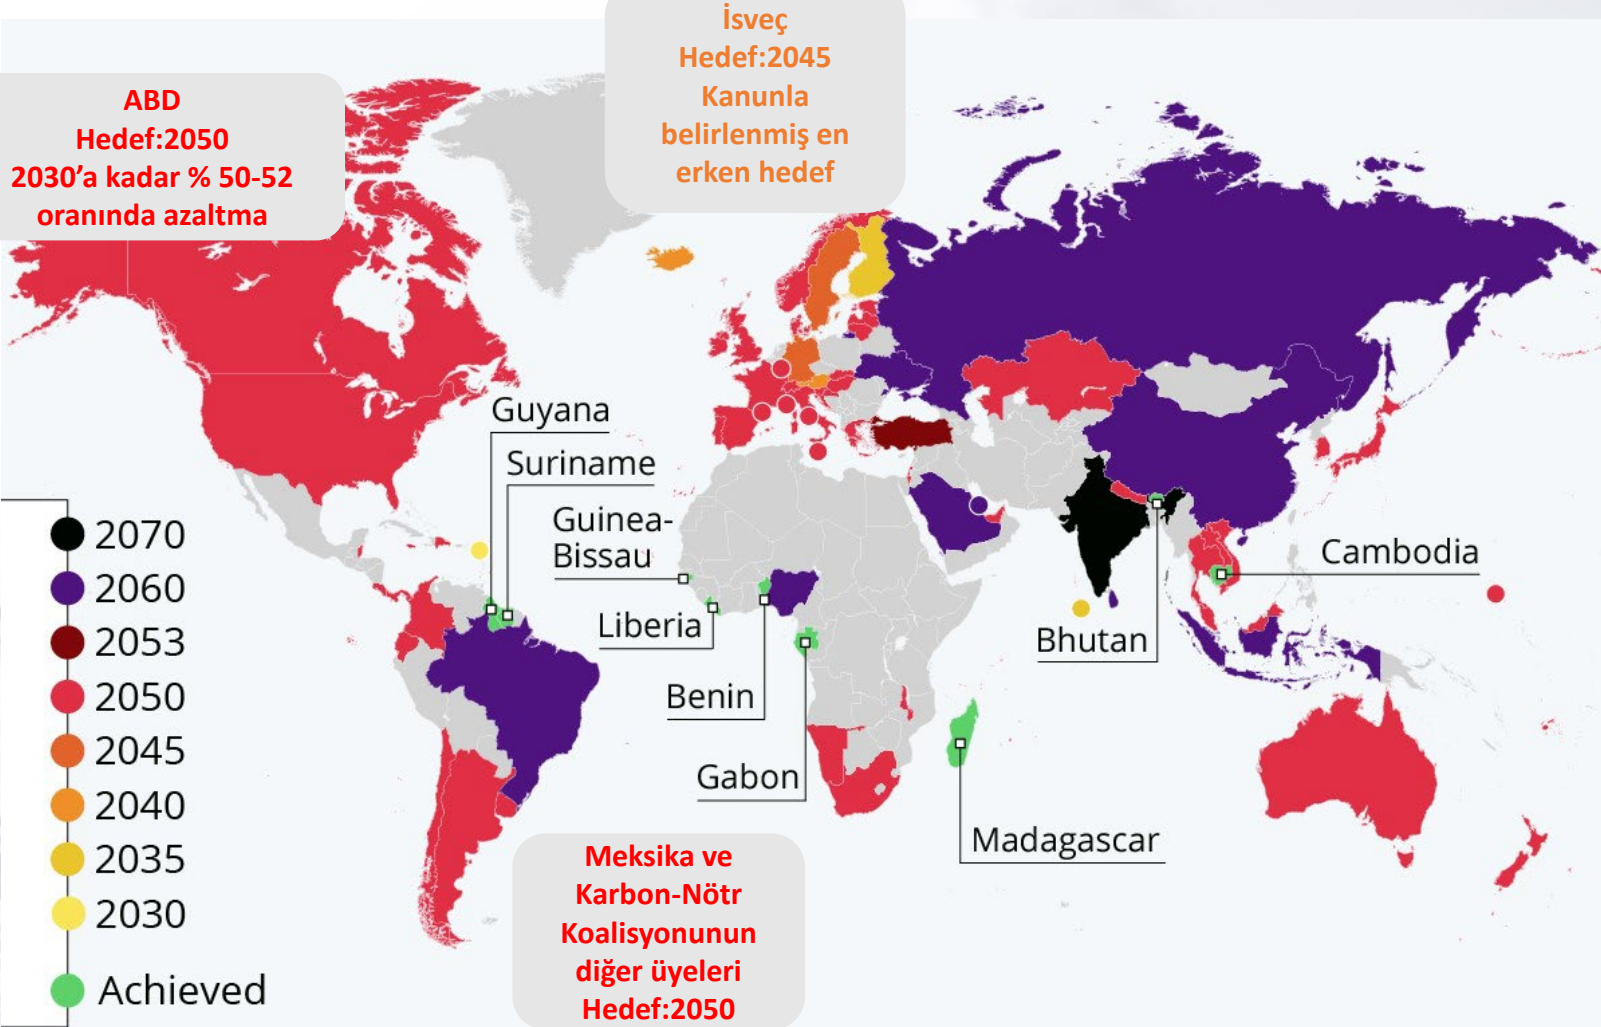 İsveç
Hedef:2045
Kanunla
belirlenmiş en
erken hedef
ABD
Hedef:2050
2030’a kadar % 50-52
oranında azaltma
Guyana
Suriname
Guinea-
Bissau
Liberia
Benin
Gabon
Cambodia
Bhutan
Madagascar
2070
2060
2053
2050
2045
2040
2035
2030
Achieved
Meksika ve
Karbon-Nötr
Koalisyonunun
diğer üyeleri
Hedef:2050